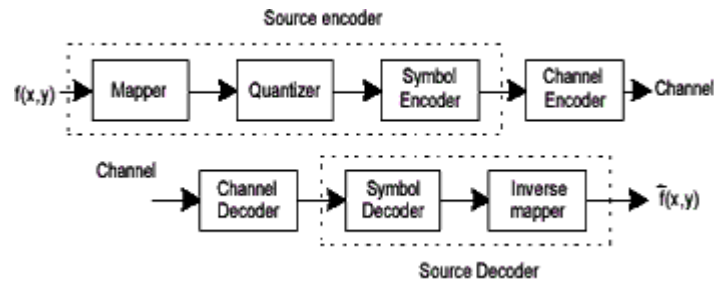 Source encoder
f(x,y) Mapper Quantizer Symbol Encoder Channel Encoder Channel
Channel
Channel Decoder Symbol Decoder Inverse mapper f̄(x,y)
Source Decoder